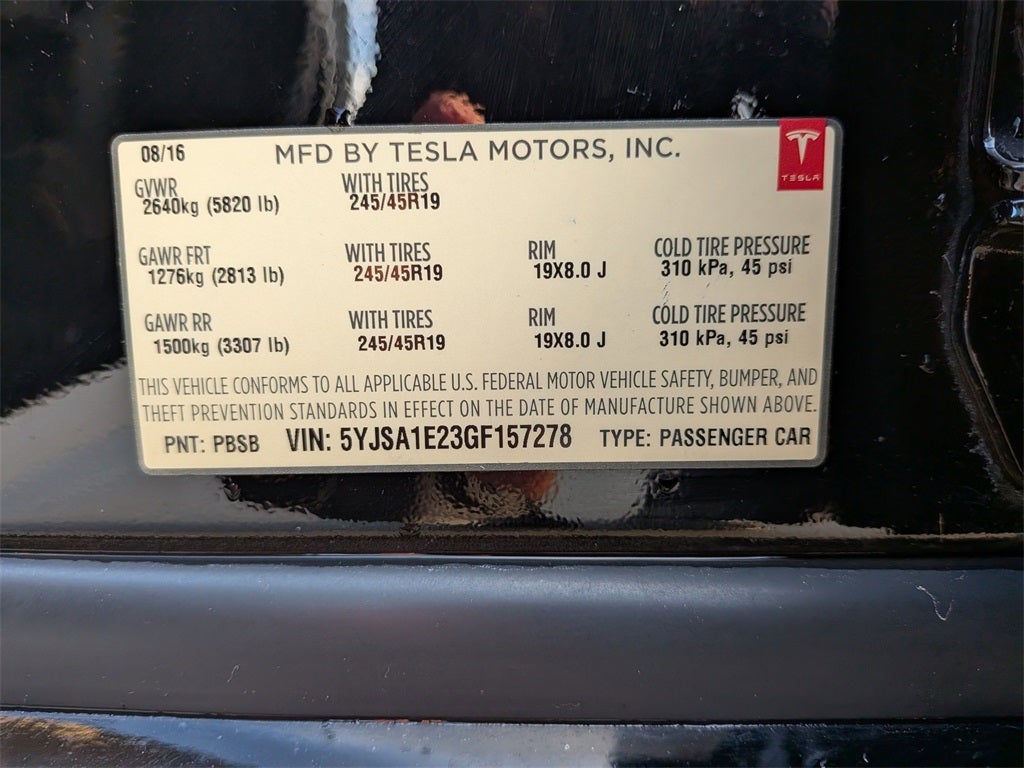 08/16 MFD BY TESLA MOTORS, INC.
TESLA
GVWR WITH TIRES
2640kg (5820 lb) 245/45R19
GAWR FRT WITH TIRES RIM COLD TIRE PRESSURE
1276kg (2813 lb) 245/45R19 19X8.0 J 310 kPa, 45 psi
GAWR RR WITH TIRES RIM COLD TIRE PRESSURE
1500kg (3307 lb) 245/45R19 19X8.0 J 310 kPa, 45 psi
THIS VEHICLE CONFORMS TO ALL APPLICABLE U.S. FEDERAL MOTOR VEHICLE SAFETY, BUMPER, AND
THEFT PREVENTION STANDARDS IN EFFECT ON THE DATE OF MANUFACTURE SHOWN ABOVE.
PNT: PBSB VIN: 5YJSA1E23GF157278 TYPE: PASSENGER CAR